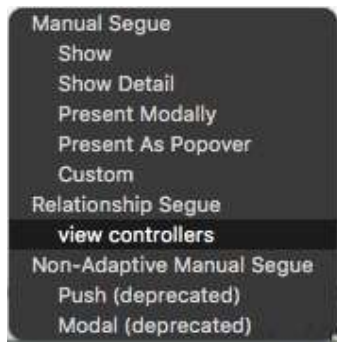 Manual Segue
Show
Show Detail
Present Modally
Present As Popover
Custom
Relationship Segue
view controllers
Non-Adaptive Manual Segue
Push (deprecated)
Modal (deprecated)